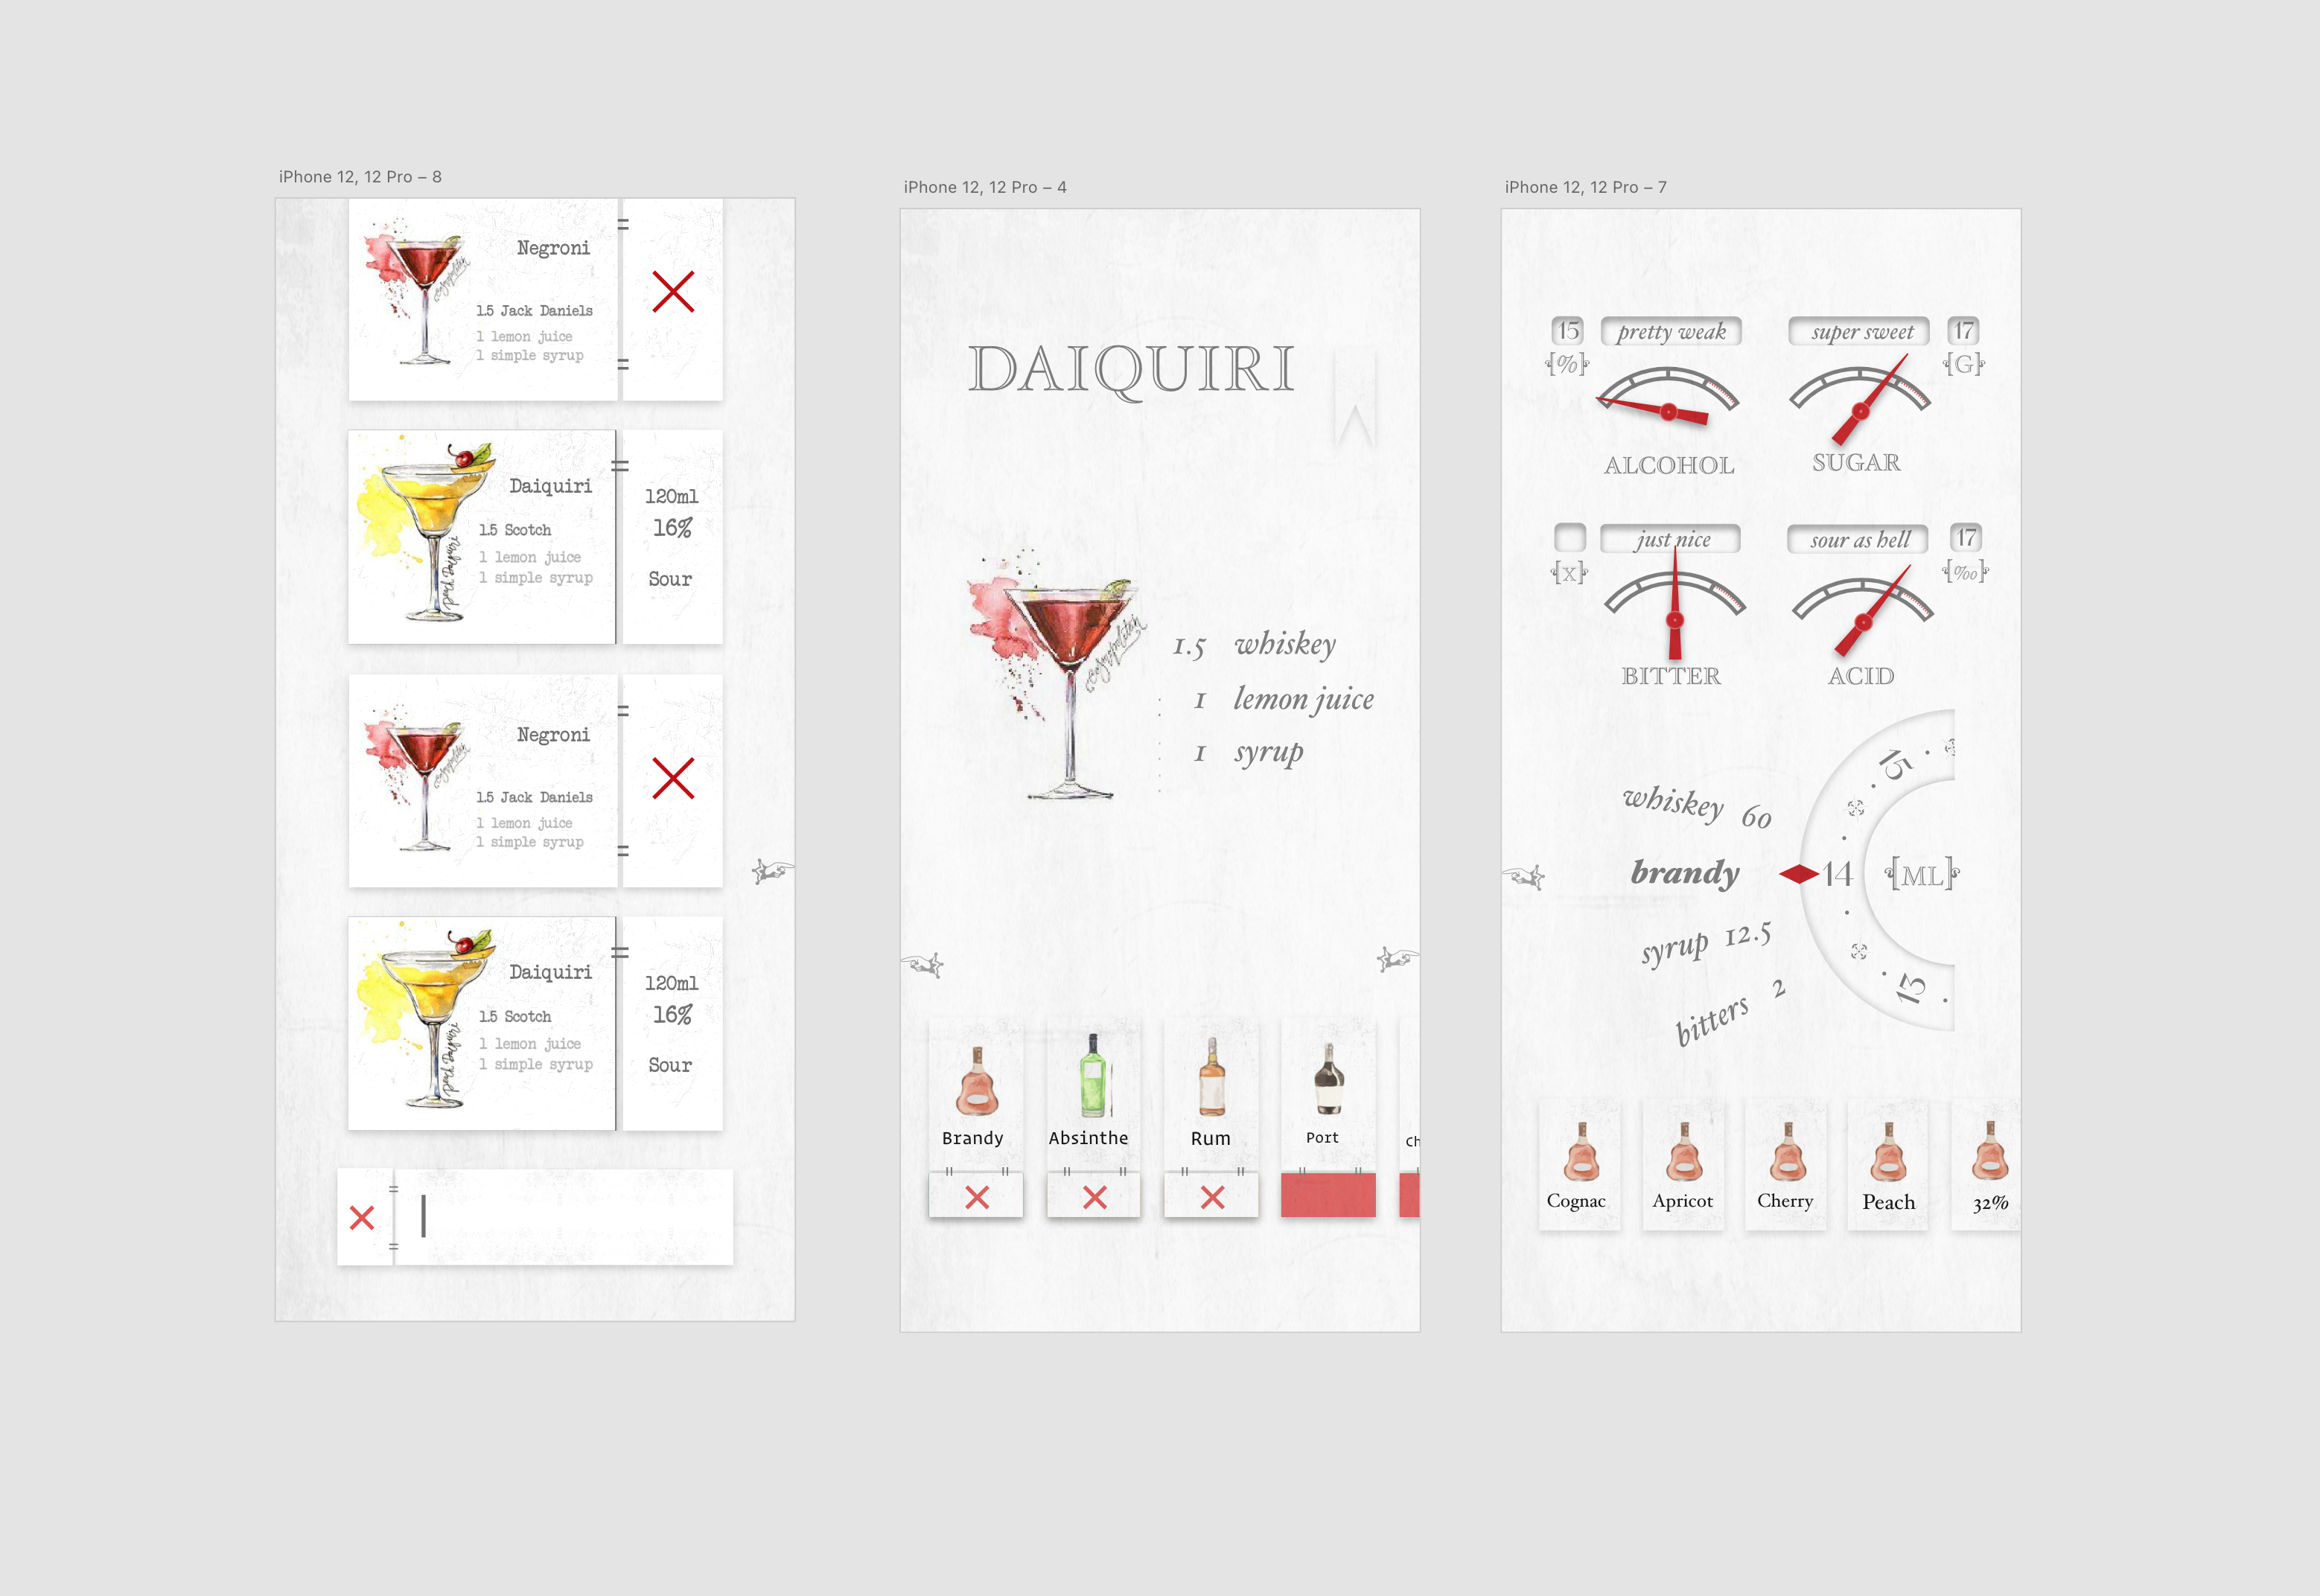 iPhone 12, 12 Pro – 8
Negroni
1.5 Jack Daniels
1 lemon juice
1 simple syrup
Daiquiri
1.5 Scotch
1 lemon juice
1 simple syrup
120ml
16%
Sour
Negroni
1.5 Jack Daniels
1 lemon juice
1 simple syrup
Daiquiri
1.5 Scotch
1 lemon juice
1 simple syrup
120ml
16%
Sour
iPhone 12, 12 Pro – 4
DAIQUIRI
Cosmopolitan
1.5 whiskey
1 lemon juice
1 syrup
Brandy
Absinthe
Rum
Port
Ch
iPhone 12, 12 Pro – 7
15 pretty weak
[%]
ALCOHOL
super sweet 17
[G]
SUGAR
just nice
[x]
BITTER
sour as hell 17
[‰]
ACID
whiskey 60
brandy
syrup 12.5
bitters 2
15
14
13
[ML]
Cognac
Apricot
Cherry
Peach
32%